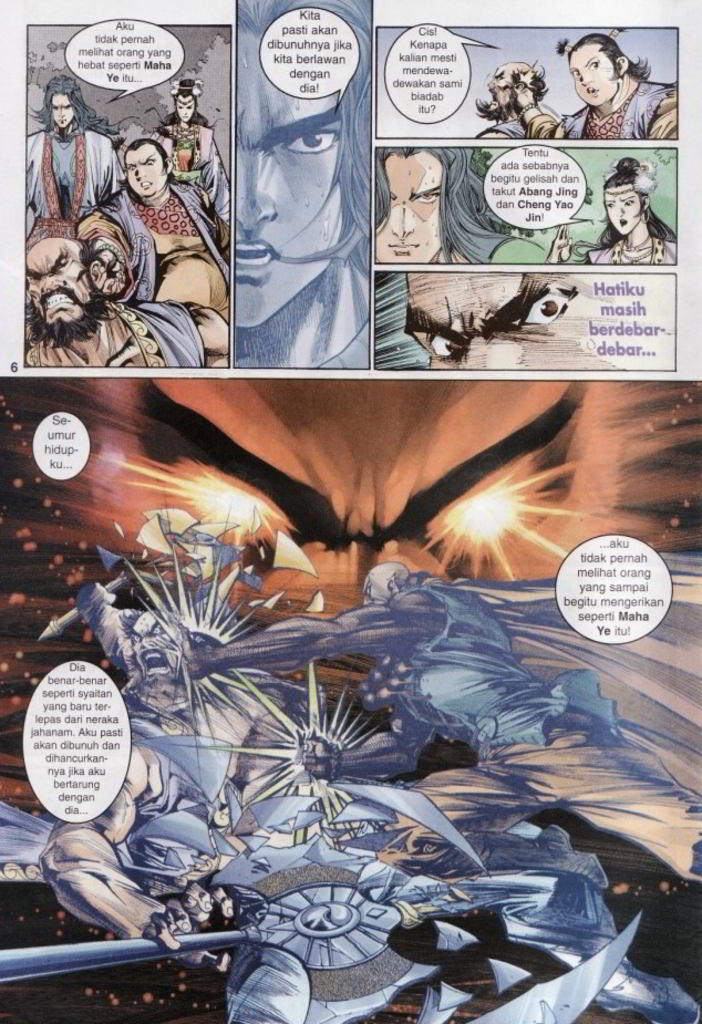 Aku
tidak pernah
melihat orang yang
hebat seperti Maha
Ye itu...
Kita
pasti akan
dibunuhnya jika
kita berlawan
dengan
dia!
Cis!
Kenapa
kalian mesti
mendewa-
dewakan sami
biadab
itu?
Tentu
ada sebabnya
begitu gelisah dan
takut Abang Jing
dan Cheng Yao
Jin!
Hatiku
masih
berdebar-
debar...
6
Se-
umur
hidup-
ku...
...aku
tidak pernah
melihat orang
yang sampai
begitu mengerikan
seperti Maha
Ye itu!
Dia
benar-benar
seperti syaitan
yang baru ter-
lepas dari neraka
jahanam. Aku pasti
akan dibunuh dan
dihancurkan-
nya jika aku
bertarung
dengan
dia...